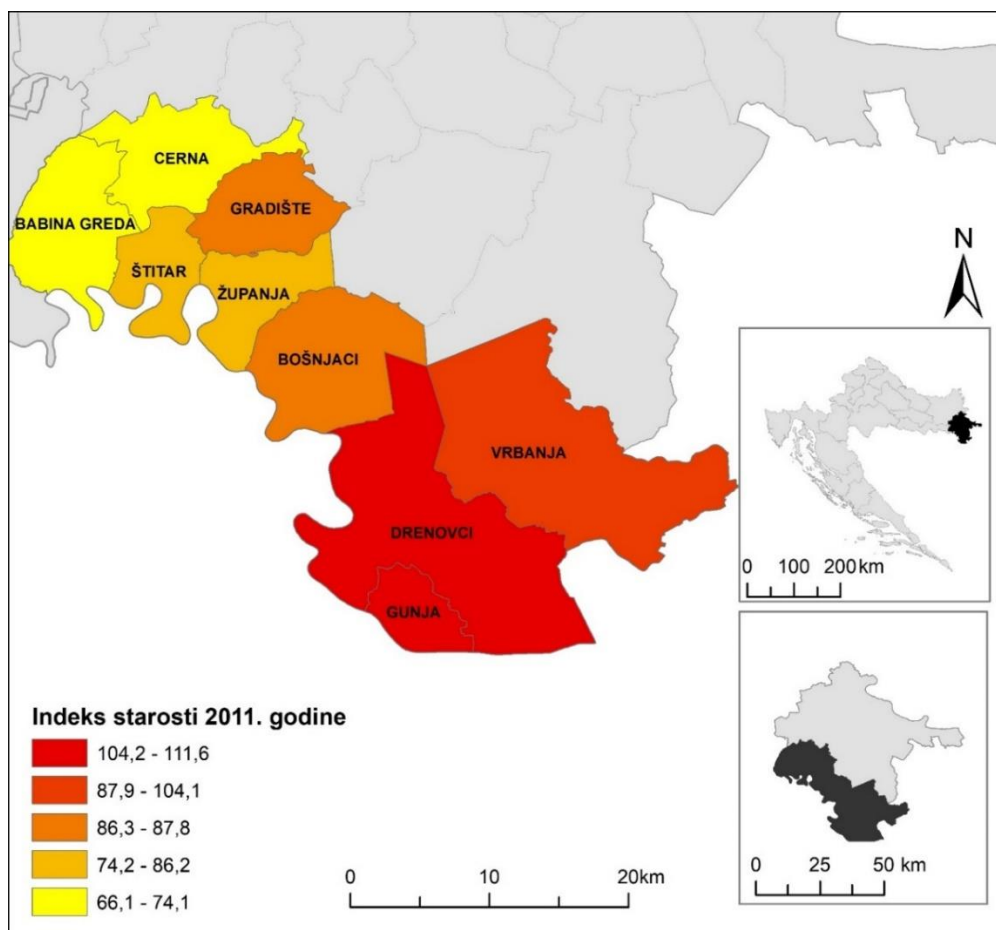 CERNA
GRADIŠTE
BABINA GREDA
ŠTITAR
ŽUPANJA
BOŠNJACI
VRBANJA
DRENOVCI
GUNJA
N
0 100 200 km
Indeks starosti 2011. godine
104,2 - 111,6
87,9 - 104,1
86,3 - 87,8
74,2 - 86,2
66,1 - 74,1
0 10 20km
0 25 50 km